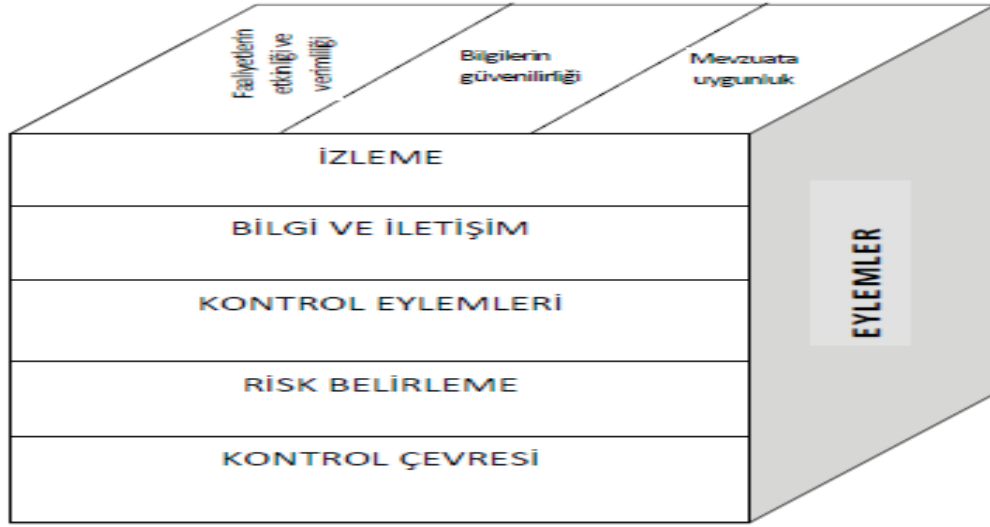 Faaliyetlerin
etkinliği ve
verimliliği
Bilgilerin
güvenilirliği
Mevzuata
uygunluk
İZLEME
BİLGİ VE İLETİŞİM
KONTROL EYLEMLERİ
RİSK BELİRLEME
KONTROL ÇEVRESİ
EYLEMLER